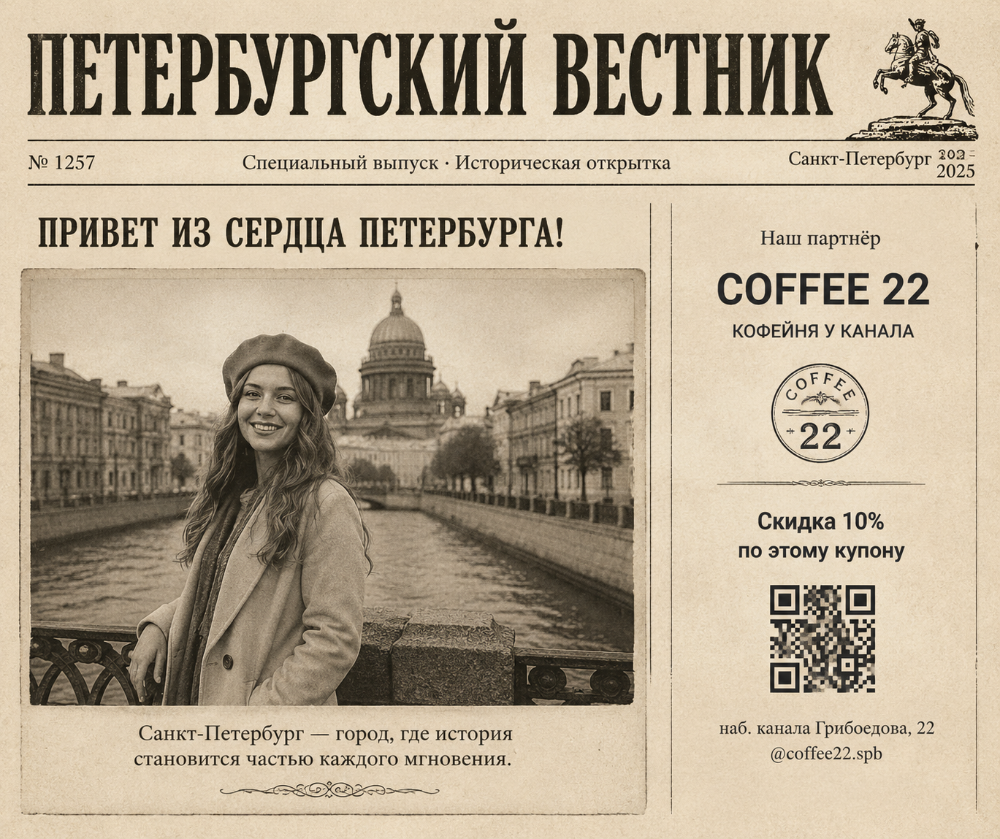 ПЕТЕРБУРГСКИЙ ВЕСТНИК
№ 1257
Специальный выпуск · Историческая открытка
Санкт-Петербург
2025
ПРИВЕТ ИЗ СЕРДЦА ПЕТЕРБУРГА!
Санкт-Петербург — город, где история
становится частью каждого мгновения.
Наш партнёр
COFFEE 22
КОФЕЙНЯ У КАНАЛА
COFFEE
22
Скидка 10%
по этому купону
наб. канала Грибоедова, 22
@coffee22.spb